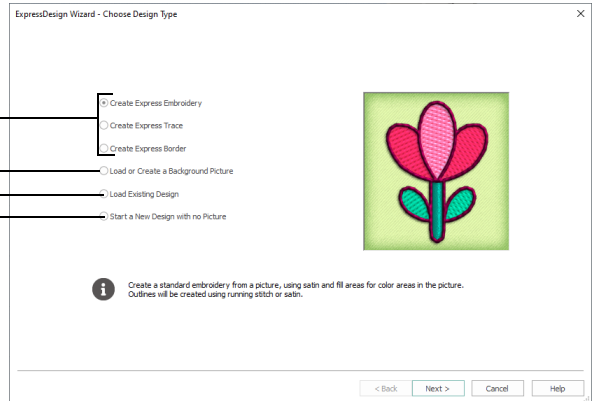 ExpressDesign Wizard - Choose Design Type
Create Express Embroidery
Create Express Trace
Create Express Border
Load or Create a Background Picture
Load Existing Design
Start a New Design with no Picture
Create a standard embroidery from a picture, using satin and fill areas for color areas in the picture.
Outlines will be created using running stitch or satin.
< Back Next > Cancel Help